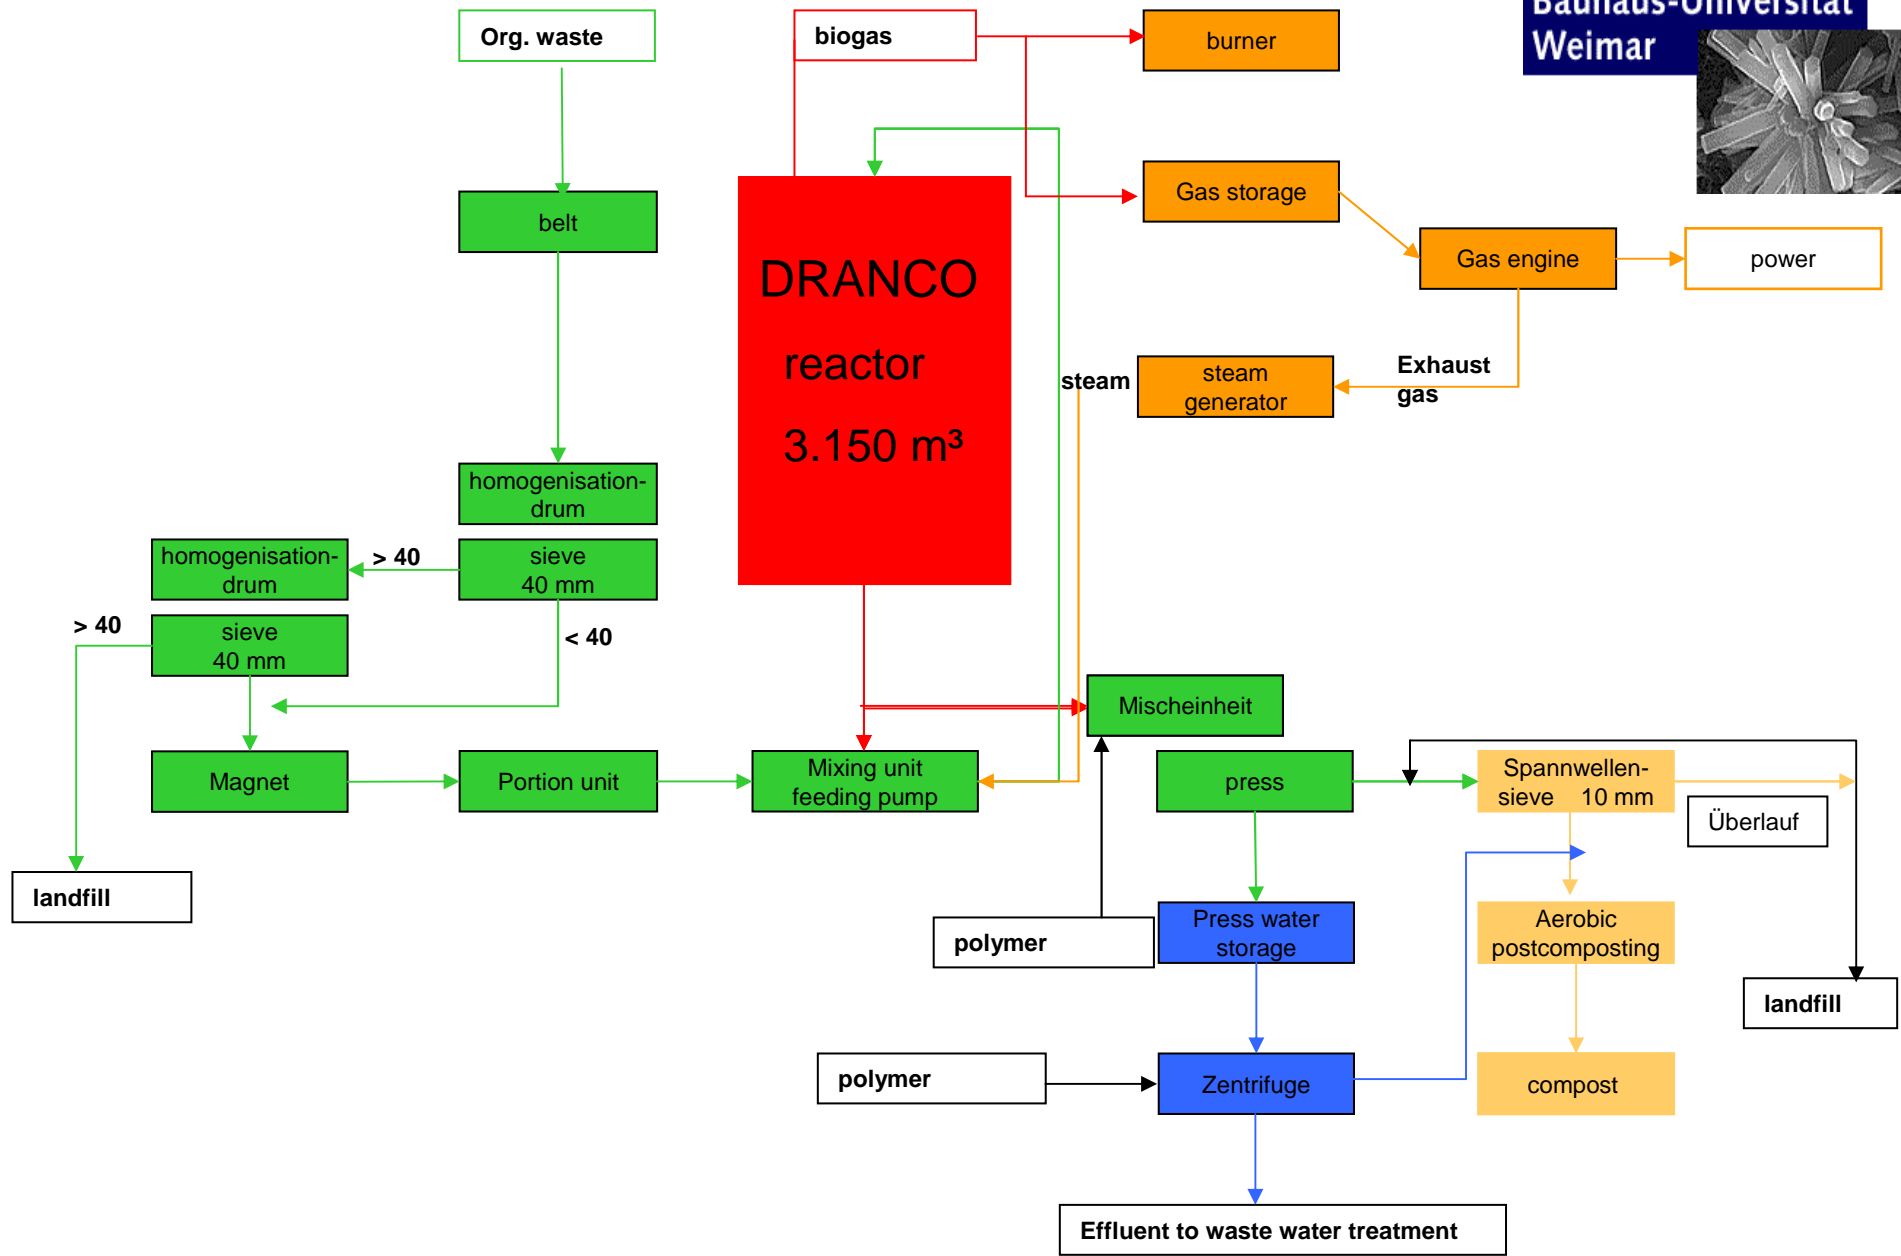 Bauhaus-Universität
Weimar
Org. waste
biogas
burner
Gas storage
belt
DRANCO
reactor
3.150 m³
Gas engine
power
steam
steam
generator
Exhaust
gas
homogenisation-
drum
homogenisation-
drum
> 40
sieve
40 mm
> 40
sieve
40 mm
< 40
Mischeinheit
Magnet
Portion unit
Mixing unit
feeding pump
press
Spannwellen-
sieve 10 mm
Überlauf
landfill
polymer
Press water
storage
Aerobic
postcomposting
landfill
polymer
Zentrifuge
compost
Effluent to waste water treatment